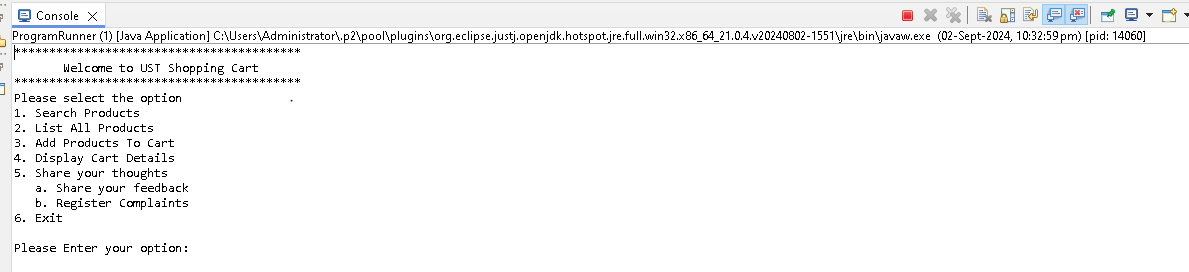 Console
ProgramRunner (1) [Java Application] C:\Users\Administrator\.p2\pool\plugins\org.eclipse.justj.openjdk.hotspot.jre.full.win32.x86_64_21.0.4.v20240802-1551\jre\bin\javaw.exe (02-Sept-2024, 10:32:59 pm) [pid: 14060]
*****************************************
Welcome to UST Shopping Cart
*****************************************
Please select the option
1. Search Products
2. List All Products
3. Add Products To Cart
4. Display Cart Details
5. Share your thoughts
a. Share your feedback
b. Register Complaints
6. Exit
Please Enter your option: